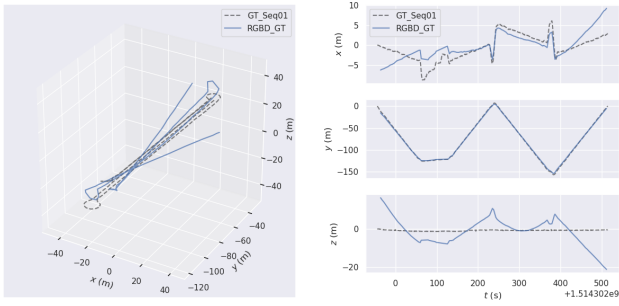 GT_Seq01
RGBD_GT
40
20
0
−20
−40
z (m)
−40
−20
0
20
40
x (m)
−40
−60
−80
−100
−120
y (m)
GT_Seq01
RGBD_GT
10
5
0
−5
x (m)
0
−50
−100
−150
y (m)
0
−20
z (m)
0
100
200
300
400
500
t (s)
+1.514302e9